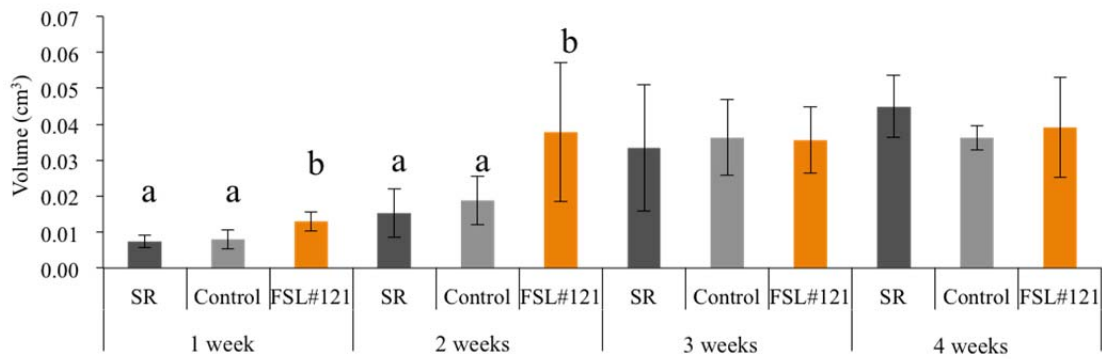 0.07
0.06
0.05
0.04
0.03
0.02
0.01
0.00
Volume (cm³)
a
a
b
a
a
b
SR Control FSL#121 SR Control FSL#121 SR Control FSL#121 SR Control FSL#121
1 week 2 weeks 3 weeks 4 weeks